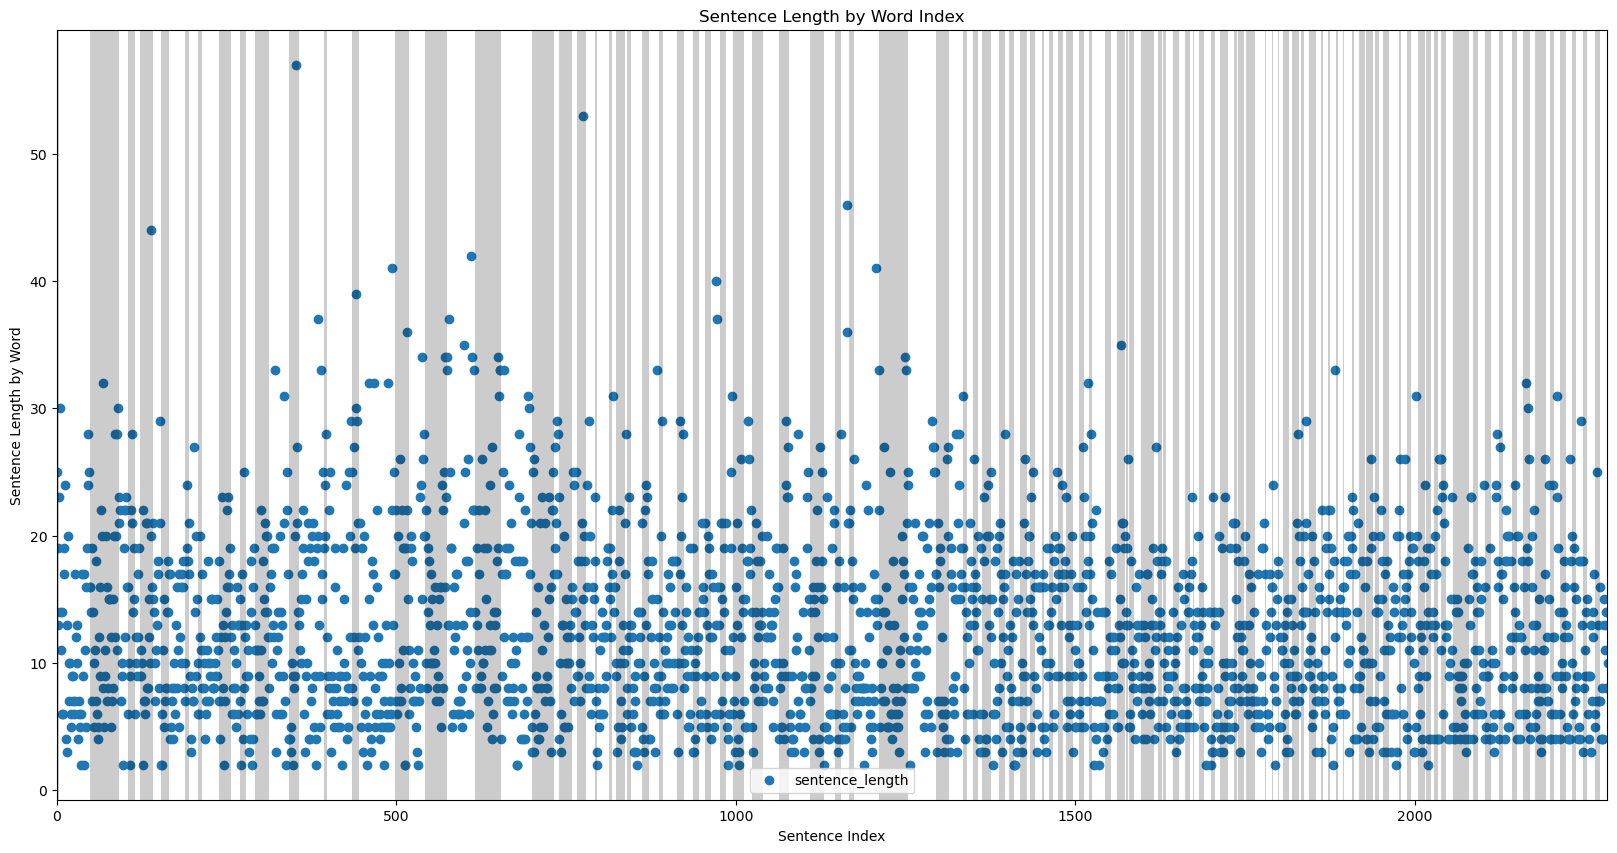 Sentence Length by Word Index
Sentence Length by Word
50
40
30
20
10
0
0 500 1000 1500 2000
sentence_length
Sentence Index